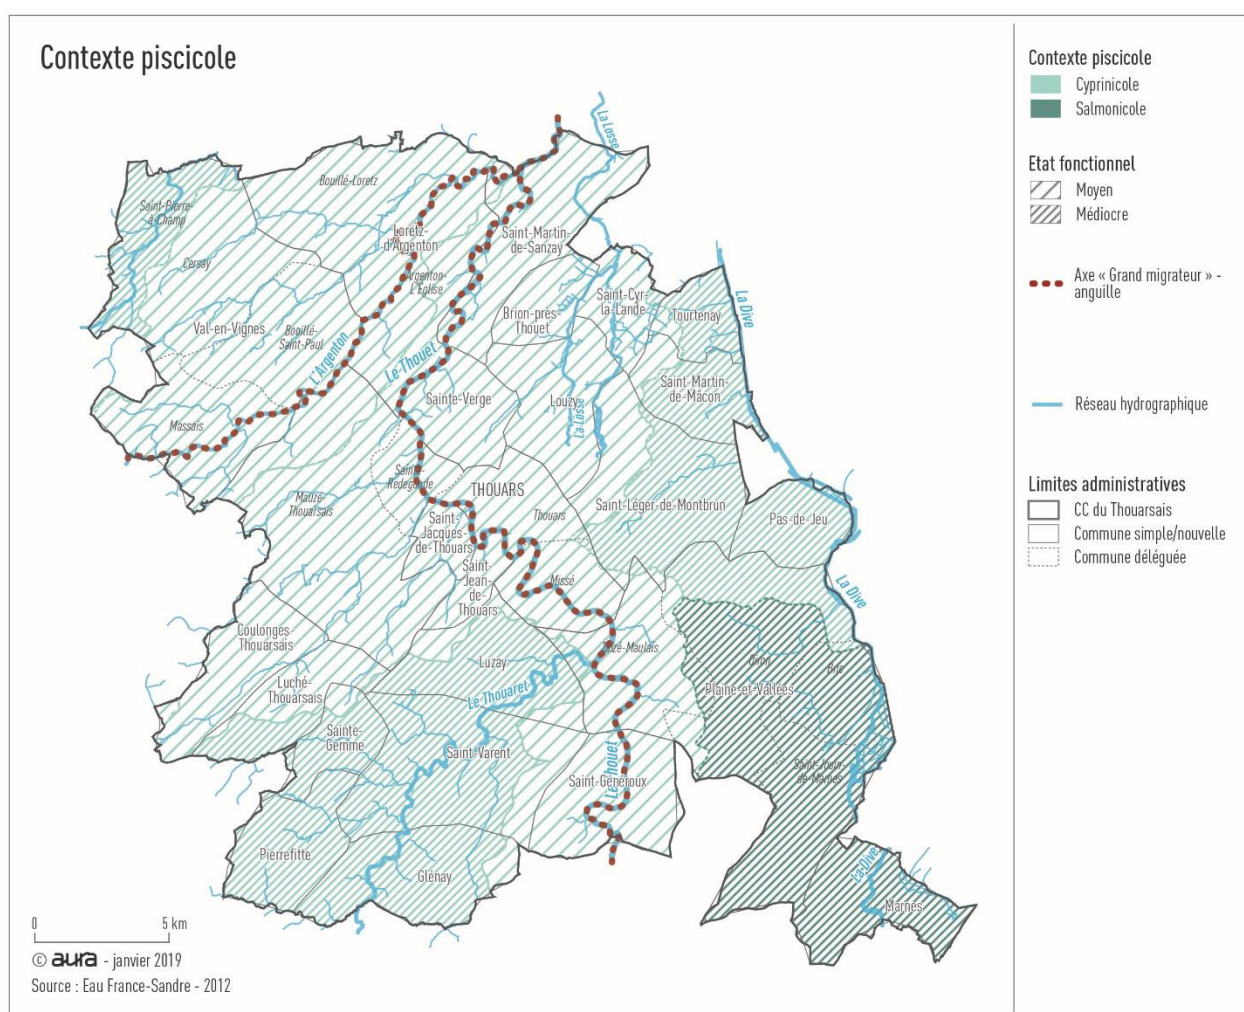 Contexte piscicole
La Losse
Bouillé-Loretz
Saint-Pierre-
à-Champ
Loretz-
d'Argenton
Saint-Martin-
de-Sanzay
Cersay
Argenton-
L'Église
Saint-Cyr-
la-Lande
La Dive
Val-en-Vignes
Bouillé-
Saint-Paul
Brion-près-
Thouet
Tourtenay
L'Argenton
Le Thouet
Saint-Martin-
de-Mâcon
Sainte-Verge
Louzy
La Losse
Massais
Sainte-
Radegonde
THOUARS
Mauzé-
Thouarsais
Thouars
Saint-Léger-de-Montbrun
Pas-de-Jeu
Saint-
Jacques-
de-Thouars
Saint-
Jean-
de-
Thouars
Missé
La Dive
Coulonges-
Thouarsais
Luzay
Taizé-Maulais
Oiron
Brie
Luché-
Thouarsais
Le Thouaret
Plaine-et-Vallées
Sainte-
Gemme
Saint-Varent
Le Thouet
Saint-Généroux
Saint-Jouin-
de-Marnes
Pierrefitte
Glénay
La Dive
Marnes
0 5 km
© aura - janvier 2019
Source : Eau France-Sandre - 2012
Contexte piscicole
Cyprinicole
Salmonicole
Etat fonctionnel
Moyen
Médiocre
Axe « Grand migrateur » -
anguille
Réseau hydrographique
Limites administratives
CC du Thouarsais
Commune simple/nouvelle
Commune déléguée